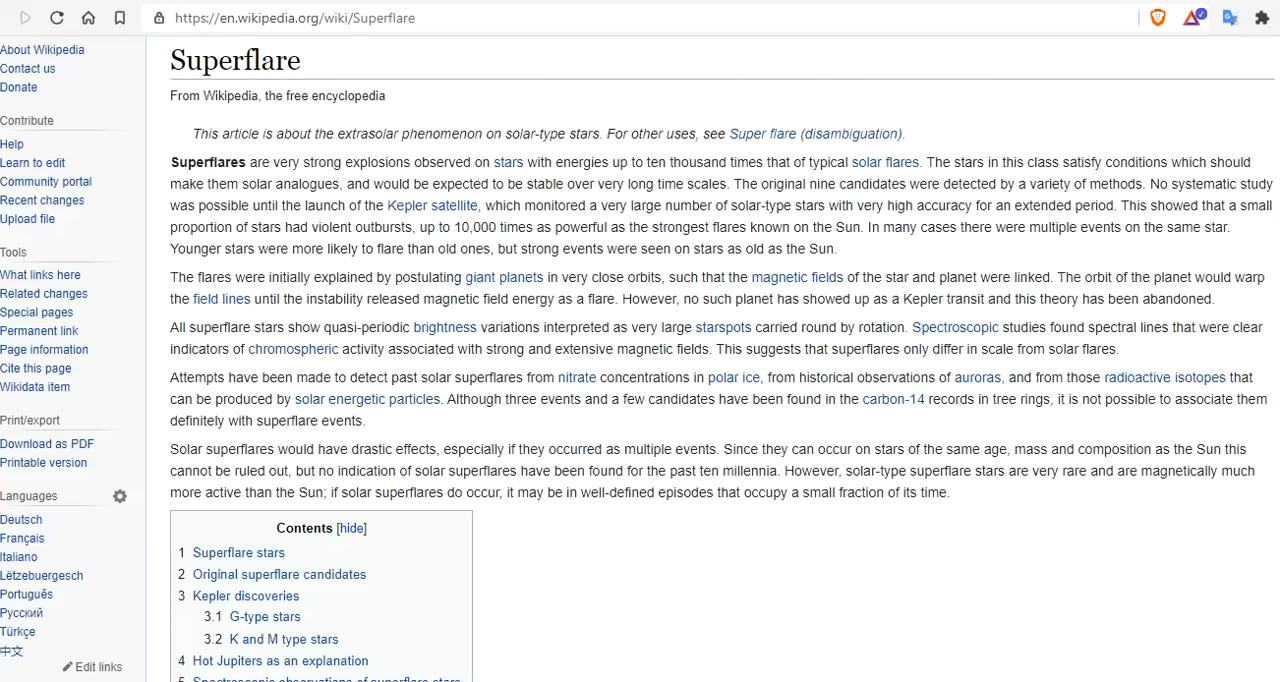 https://en.wikipedia.org/wiki/Superflare
About Wikipedia
Contact us
Donate
Contribute
Help
Learn to edit
Community portal
Recent changes
Upload file
Tools
What links here
Related changes
Special pages
Permanent link
Page information
Cite this page
Wikidata item
Print/export
Download as PDF
Printable version
Languages
Deutsch
Français
Italiano
Lëtzebuergesch
Português
Русский
Türkçe
中文
Edit links
Superflare
From Wikipedia, the free encyclopedia
This article is about the extrasolar phenomenon on solar-type stars. For other uses, see Super flare (disambiguation).
Superflares are very strong explosions observed on stars with energies up to ten thousand times that of typical solar flares. The stars in this class satisfy conditions which should
make them solar analogues, and would be expected to be stable over very long time scales. The original nine candidates were detected by a variety of methods. No systematic study
was possible until the launch of the Kepler satellite, which monitored a very large number of solar-type stars with very high accuracy for an extended period. This showed that a small
proportion of stars had violent outbursts, up to 10,000 times as powerful as the strongest flares known on the Sun. In many cases there were multiple events on the same star.
Younger stars were more likely to flare than old ones, but strong events were seen on stars as old as the Sun.
The flares were initially explained by postulating giant planets in very close orbits, such that the magnetic fields of the star and planet were linked. The orbit of the planet would warp
the field lines until the instability released magnetic field energy as a flare. However, no such planet has showed up as a Kepler transit and this theory has been abandoned.
All superflare stars show quasi-periodic brightness variations interpreted as very large starspots carried round by rotation. Spectroscopic studies found spectral lines that were clear
indicators of chromospheric activity associated with strong and extensive magnetic fields. This suggests that superflares only differ in scale from solar flares.
Attempts have been made to detect past solar superflares from nitrate concentrations in polar ice, from historical observations of auroras, and from those radioactive isotopes that
can be produced by solar energetic particles. Although three events and a few candidates have been found in the carbon-14 records in tree rings, it is not possible to associate them
definitely with superflare events.
Solar superflares would have drastic effects, especially if they occurred as multiple events. Since they can occur on stars of the same age, mass and composition as the Sun this
cannot be ruled out, but no indication of solar superflares have been found for the past ten millennia. However, solar-type superflare stars are very rare and are magnetically much
more active than the Sun; if solar superflares do occur, it may be in well-defined episodes that occupy a small fraction of its time.
Contents [hide]
1 Superflare stars
2 Original superflare candidates
3 Kepler discoveries
3.1 G-type stars
3.2 K and M type stars
4 Hot Jupiters as an explanation
5 Spectroscopic observations of superflare stars